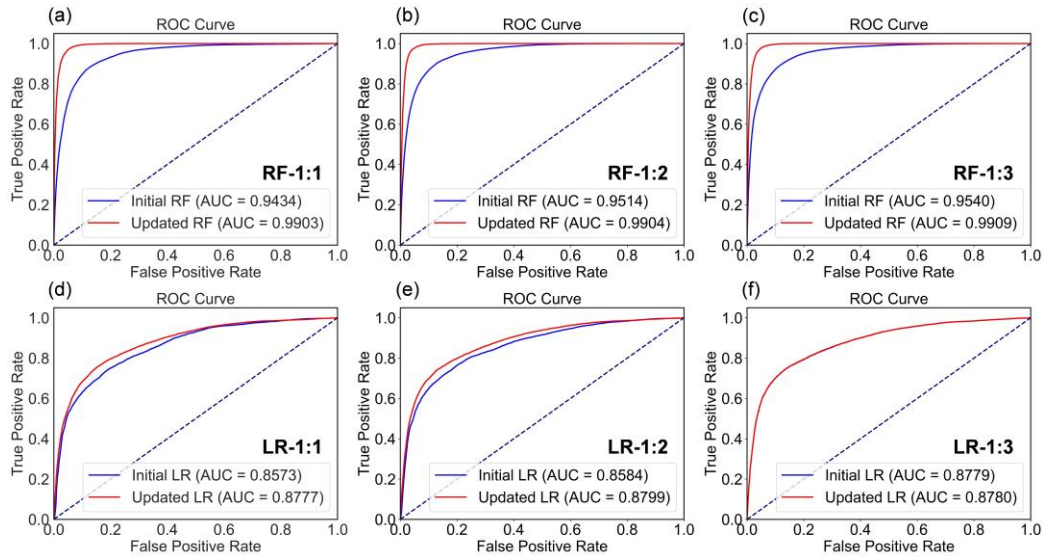 (a)
ROC Curve
1.0
0.8
0.6
0.4
0.2
0.0
True Positive Rate
RF-1:1
Initial RF (AUC = 0.9434)
Updated RF (AUC = 0.9903)
0.0 0.2 0.4 0.6 0.8 1.0
False Positive Rate
(b)
ROC Curve
1.0
0.8
0.6
0.4
0.2
0.0
True Positive Rate
RF-1:2
Initial RF (AUC = 0.9514)
Updated RF (AUC = 0.9904)
0.0 0.2 0.4 0.6 0.8 1.0
False Positive Rate
(c)
ROC Curve
1.0
0.8
0.6
0.4
0.2
0.0
True Positive Rate
RF-1:3
Initial RF (AUC = 0.9540)
Updated RF (AUC = 0.9909)
0.0 0.2 0.4 0.6 0.8 1.0
False Positive Rate
(d)
ROC Curve
1.0
0.8
0.6
0.4
0.2
0.0
True Positive Rate
LR-1:1
Initial LR (AUC = 0.8573)
Updated LR (AUC = 0.8777)
0.0 0.2 0.4 0.6 0.8 1.0
False Positive Rate
(e)
ROC Curve
1.0
0.8
0.6
0.4
0.2
0.0
True Positive Rate
LR-1:2
Initial LR (AUC = 0.8584)
Updated LR (AUC = 0.8799)
0.0 0.2 0.4 0.6 0.8 1.0
False Positive Rate
(f)
ROC Curve
1.0
0.8
0.6
0.4
0.2
0.0
True Positive Rate
LR-1:3
Initial LR (AUC = 0.8779)
Updated LR (AUC = 0.8780)
0.0 0.2 0.4 0.6 0.8 1.0
False Positive Rate